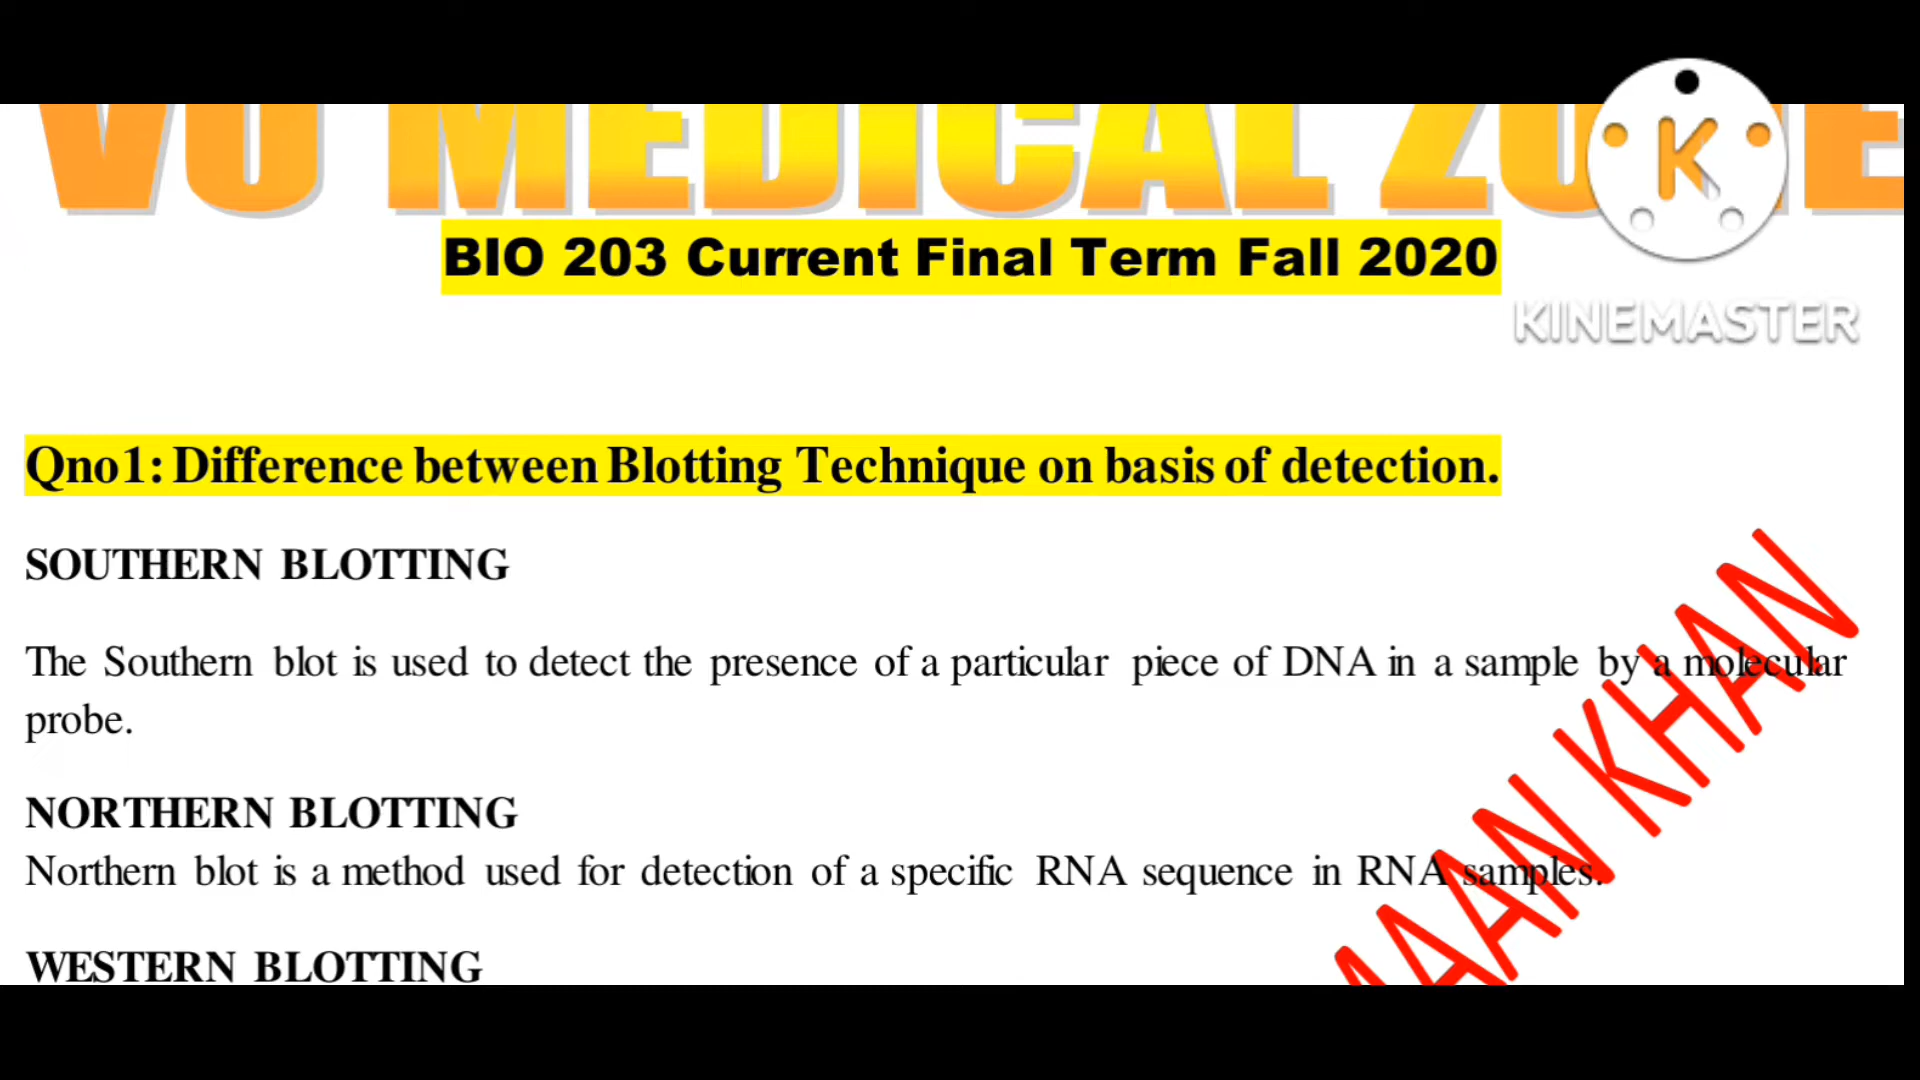 VU MEDICAL ZONE
BIO 203 Current Final Term Fall 2020
K
KINEMASTER
Qno1: Difference between Blotting Technique on basis of detection.
SOUTHERN BLOTTING
The Southern blot is used to detect the presence of a particular piece of DNA in a sample by a molecular
probe.
NORTHERN BLOTTING
Northern blot is a method used for detection of a specific RNA sequence in RNA samples.
WESTERN BLOTTING
KHAN